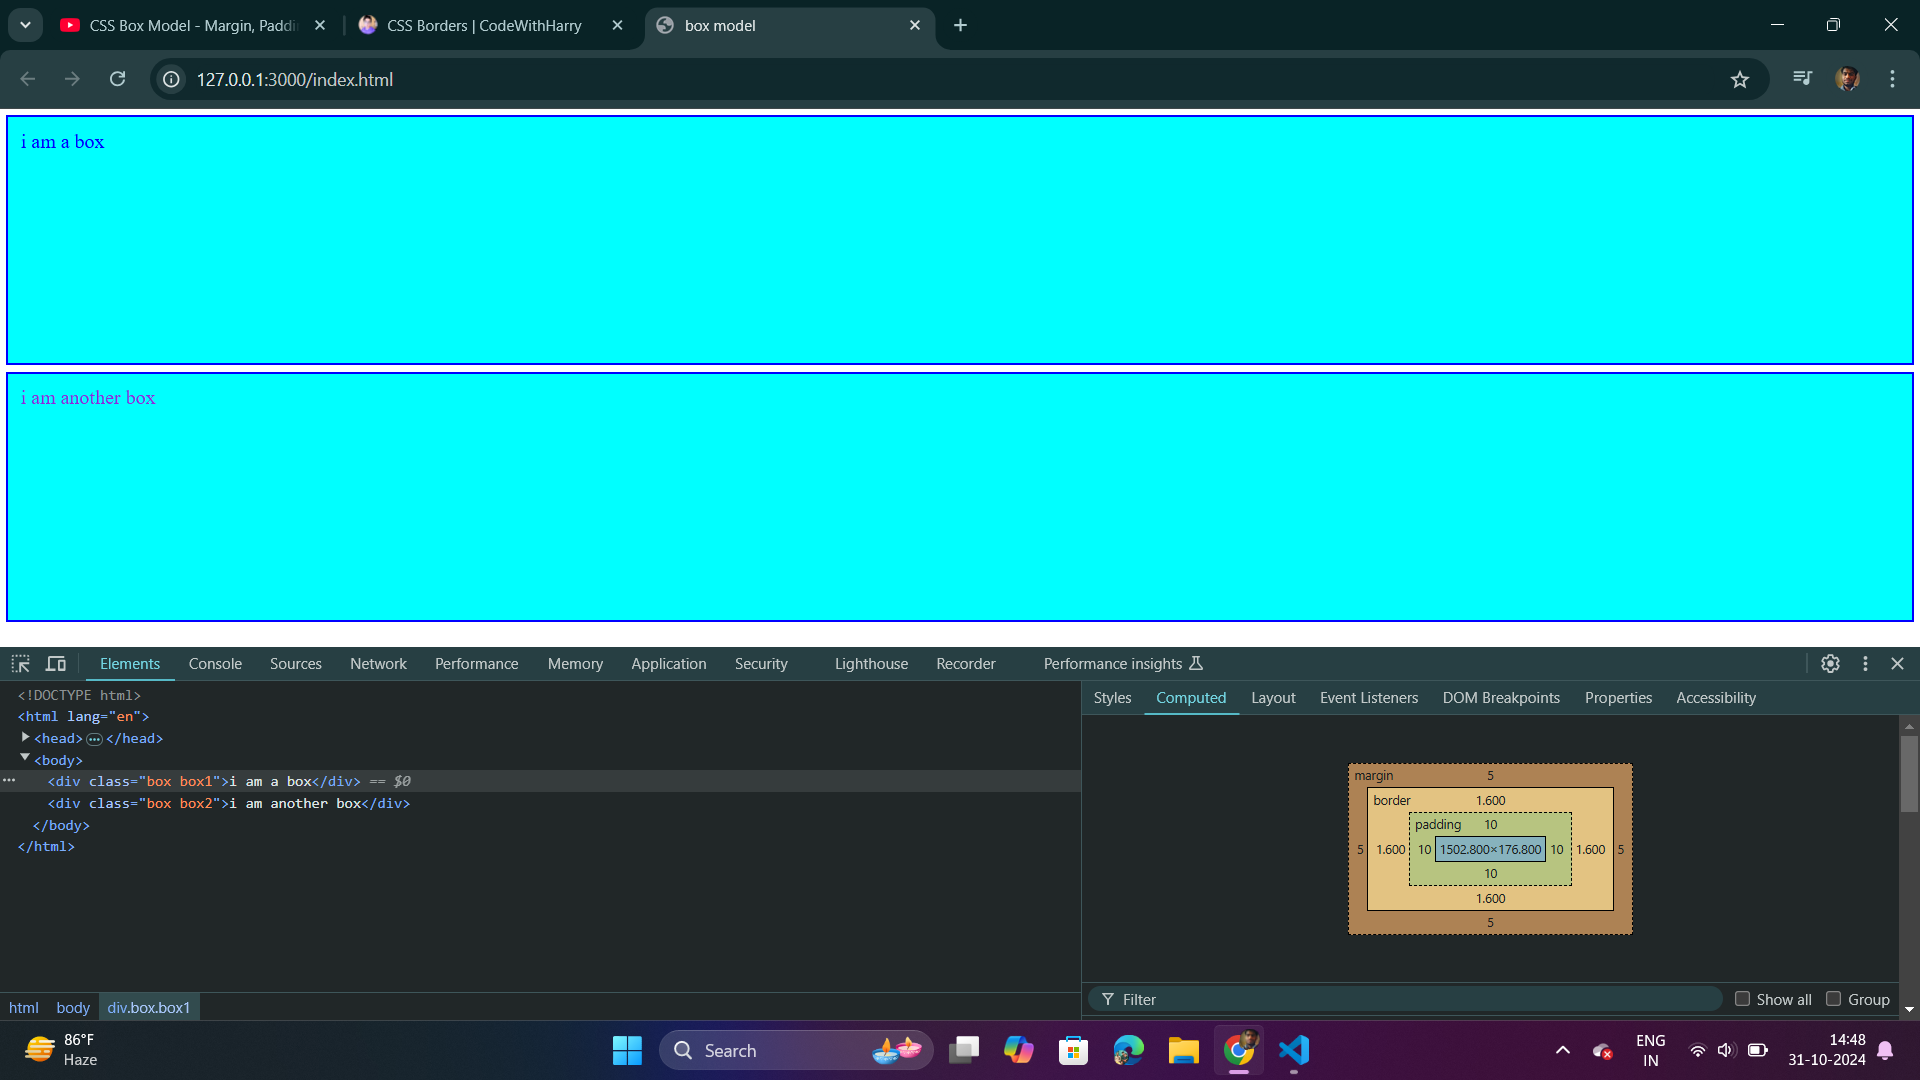 CSS Box Model - Margin, Paddi
CSS Borders | CodeWithHarry
box model
127.0.0.1:3000/index.html
i am a box
i am another box
Elements Console Sources Network Performance Memory Application Security Lighthouse Recorder Performance insights
<!DOCTYPE html>
<html lang="en">
<head> ••• </head>
<body>
••• <div class="box box1">i am a box</div> == $0
<div class="box box2">i am another box</div>
</body>
</html>
html body div.box.box1
Styles Computed Layout Event Listeners DOM Breakpoints Properties Accessibility
margin 5
border 1.600
padding 10
5 1.600 10 1502.800×176.800 10 1.600 5
10
1.600
5
Filter Show all Group
86°F
Haze
Search
ENG
IN
14:48
31-10-2024